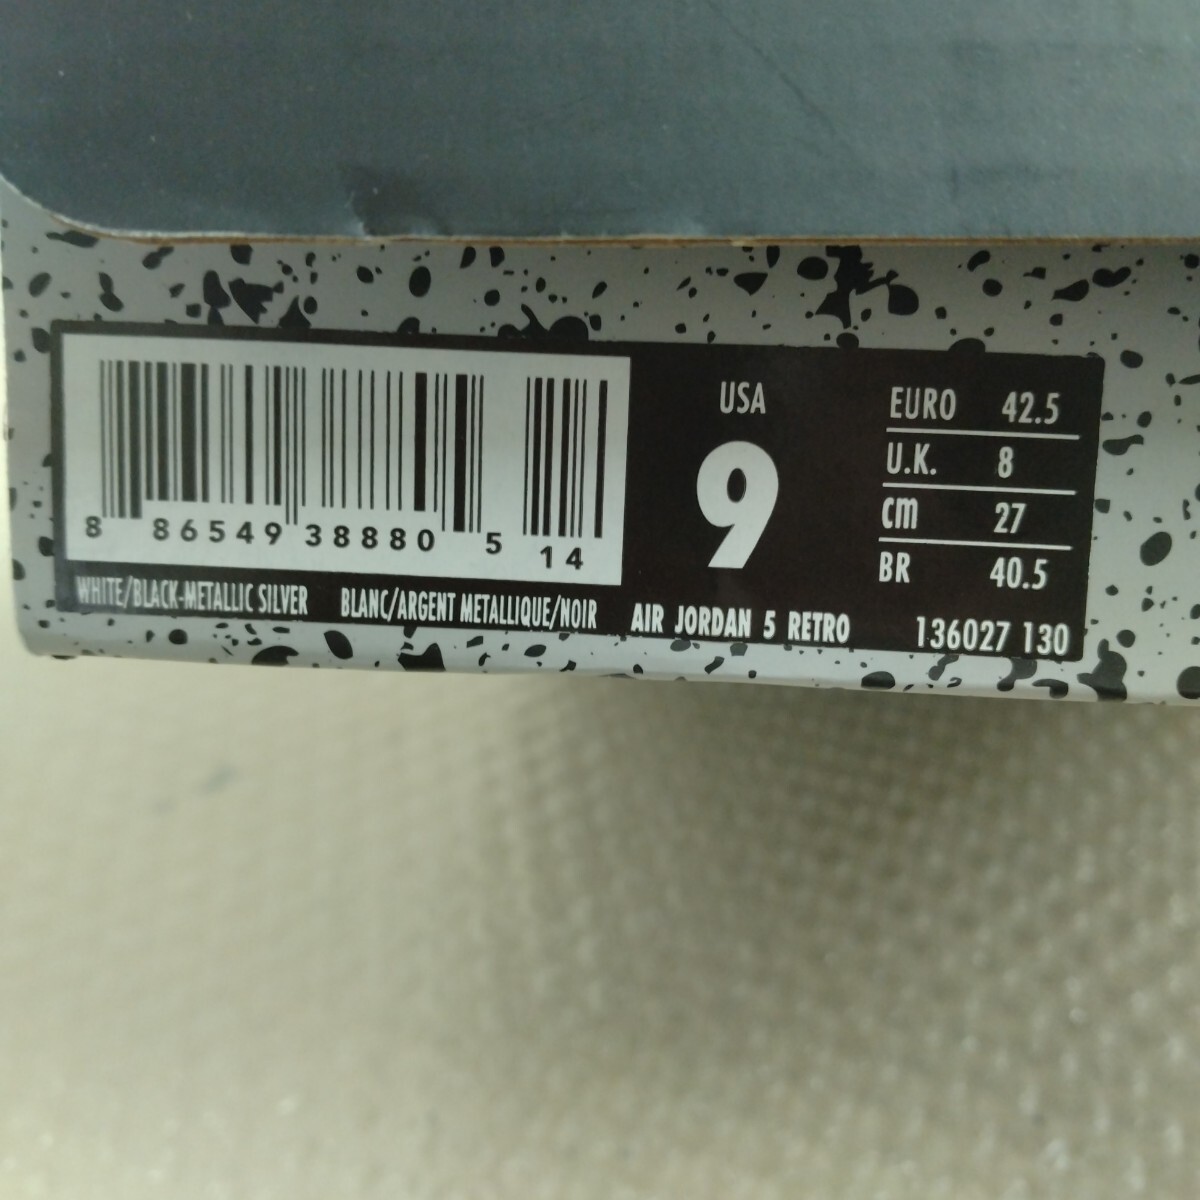 8 86549 38880 5 14
USA
9
EURO 42.5
U.K. 8
cm 27
BR 40.5
WHITE/BLACK-METALLIC SILVER BLANC/ARGENT METALLIQUE/NOIR AIR JORDAN 5 RETRO 136027 130